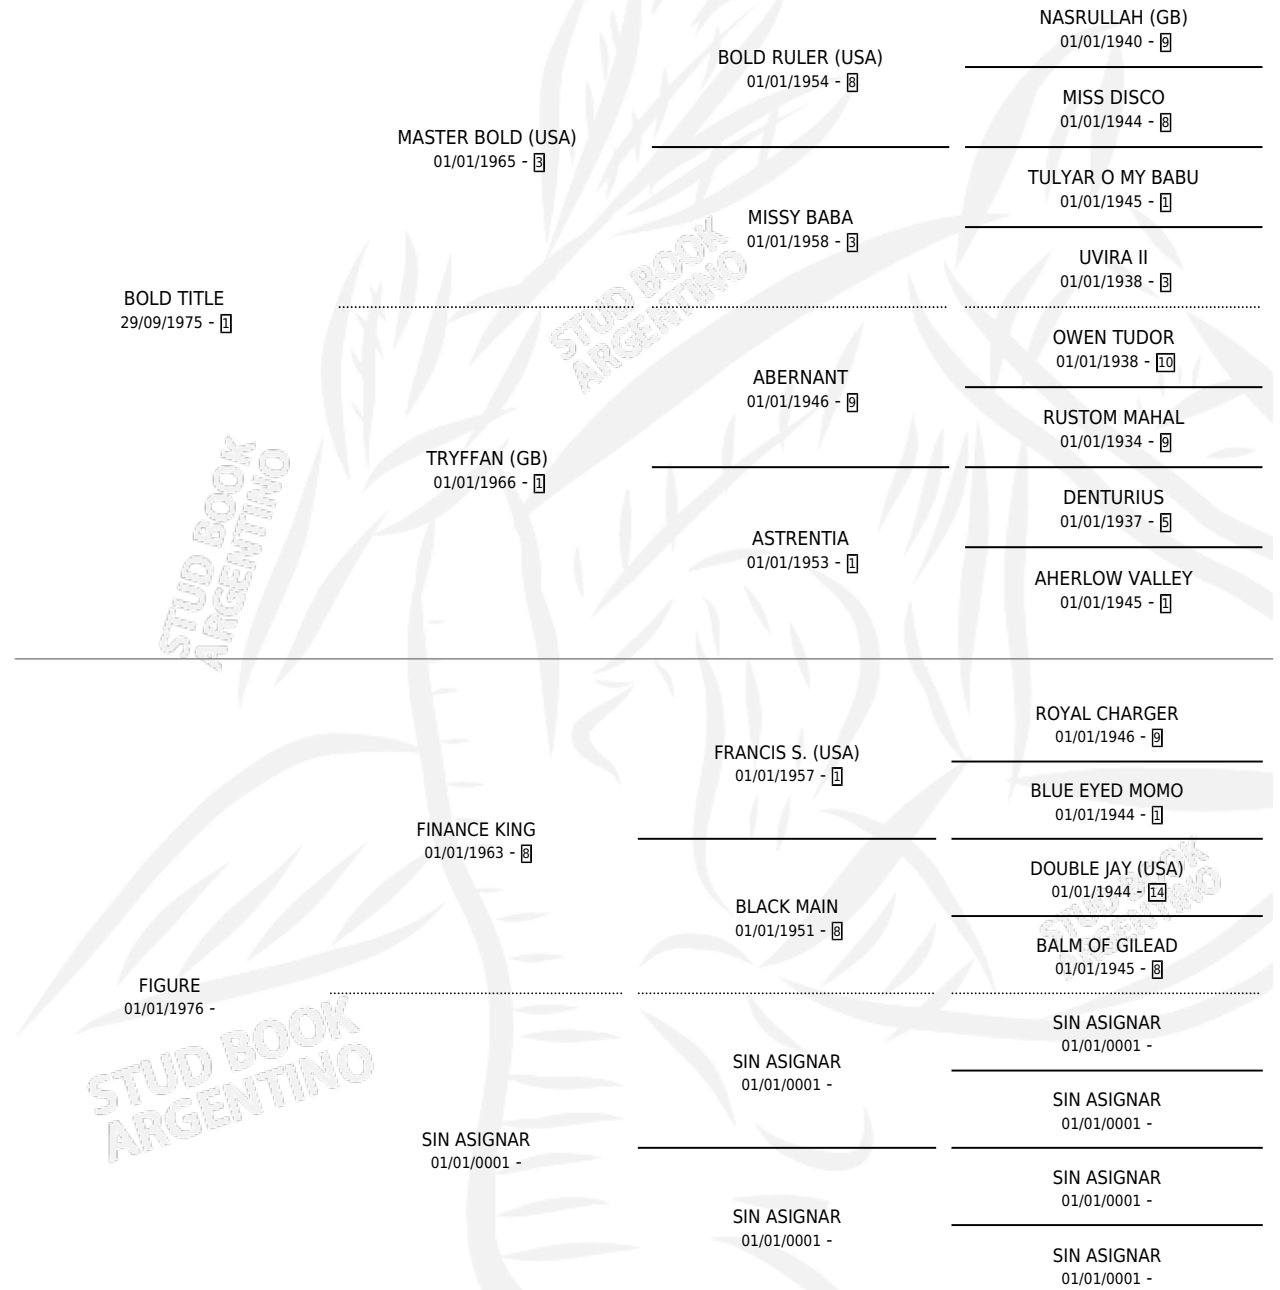 NASRULLAH (GB)
01/01/1940 - 9
BOLD RULER (USA)
01/01/1954 - 8
MISS DISCO
01/01/1944 - 8
MASTER BOLD (USA)
01/01/1965 - 3
TULYAR O MY BABU
01/01/1945 - 1
MISSY BABA
01/01/1958 - 3
UVIRA II
01/01/1938 - 3
BOLD TITLE
29/09/1975 - 1
OWEN TUDOR
01/01/1938 - 10
ABERNANT
01/01/1946 - 9
RUSTOM MAHAL
01/01/1934 - 9
TRYFFAN (GB)
01/01/1966 - 1
DENTURIUS
01/01/1937 - 5
ASTRENTIA
01/01/1953 - 1
AHERLOW VALLEY
01/01/1945 - 1
ROYAL CHARGER
01/01/1946 - 9
FRANCIS S. (USA)
01/01/1957 - 1
BLUE EYED MOMO
01/01/1944 - 1
FINANCE KING
01/01/1963 - 8
DOUBLE JAY (USA)
01/01/1944 - 14
BLACK MAIN
01/01/1951 - 8
BALM OF GILEAD
01/01/1945 - 8
FIGURE
01/01/1976 -
SIN ASIGNAR
01/01/0001 -
SIN ASIGNAR
01/01/0001 -
SIN ASIGNAR
01/01/0001 -
SIN ASIGNAR
01/01/0001 -
SIN ASIGNAR
01/01/0001 -
SIN ASIGNAR
01/01/0001 -
SIN ASIGNAR
01/01/0001 -
STUD BOOK
ARGENTINO
STUD BOOK
ARGENTINO
STUD BOOK
ARGENTINO
STUD BOOK
ARGENTINO